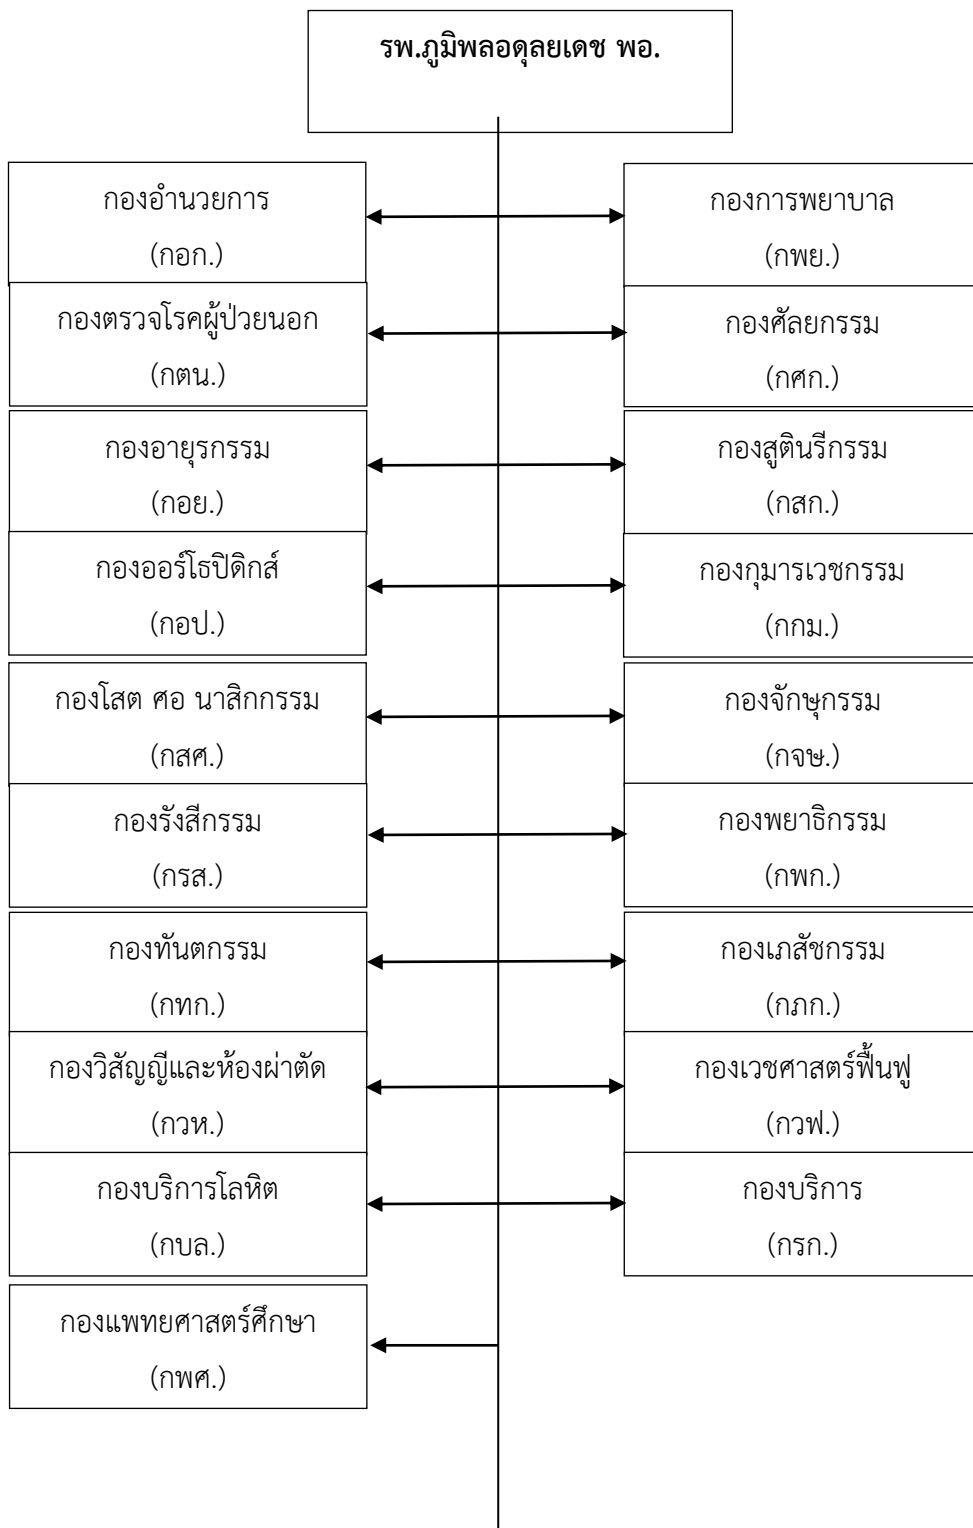 รพ.ภูมิพลอดุลยเดช พอ.
กองอำนวยการ
(กอก.)
กองการพยาบาล
(กพย.)
กองตรวจโรคผู้ป่วยนอก
(กตน.)
กองศัลยกรรม
(กศก.)
กองอายุรกรรม
(กอย.)
กองสูตินรีกรรม
(กสก.)
กองออร์โธปิดิกส์
(กอป.)
กองกุมารเวชกรรม
(กกม.)
กองโสต ศอ นาสิกกรรม
(กสศ.)
กองจักษุกรรม
(กจษ.)
กองรังสีกรรม
(กรส.)
กองพยาธิกรรม
(กพก.)
กองทันตกรรม
(กทก.)
กองเภสัชกรรม
(กภก.)
กองวิสัญญีและห้องผ่าตัด
(กวห.)
กองเวชศาสตร์ฟื้นฟู
(กวฟ.)
กองบริการโลหิต
(กบล.)
กองบริการ
(กรก.)
กองแพทยศาสตร์ศึกษา
(กพศ.)